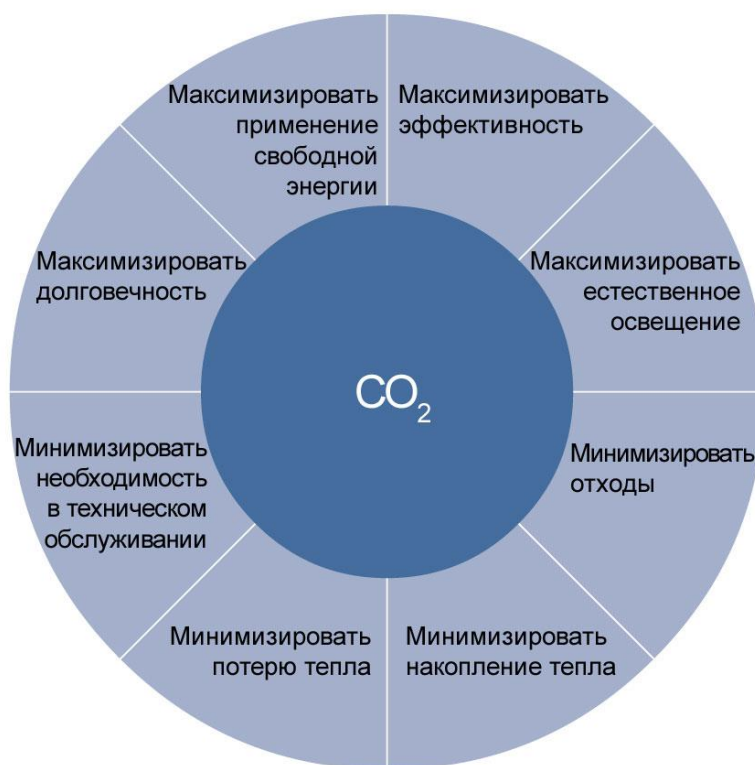 Максимизировать
применение
свободной
энергии
Максимизировать
эффективность
Максимизировать
естественное
освещение
Минимизировать
отходы
Минимизировать
накопление тепла
Минимизировать
потерю тепла
Минимизировать
необходимость
в техническом
обслуживании
Максимизировать
долговечность
CO₂